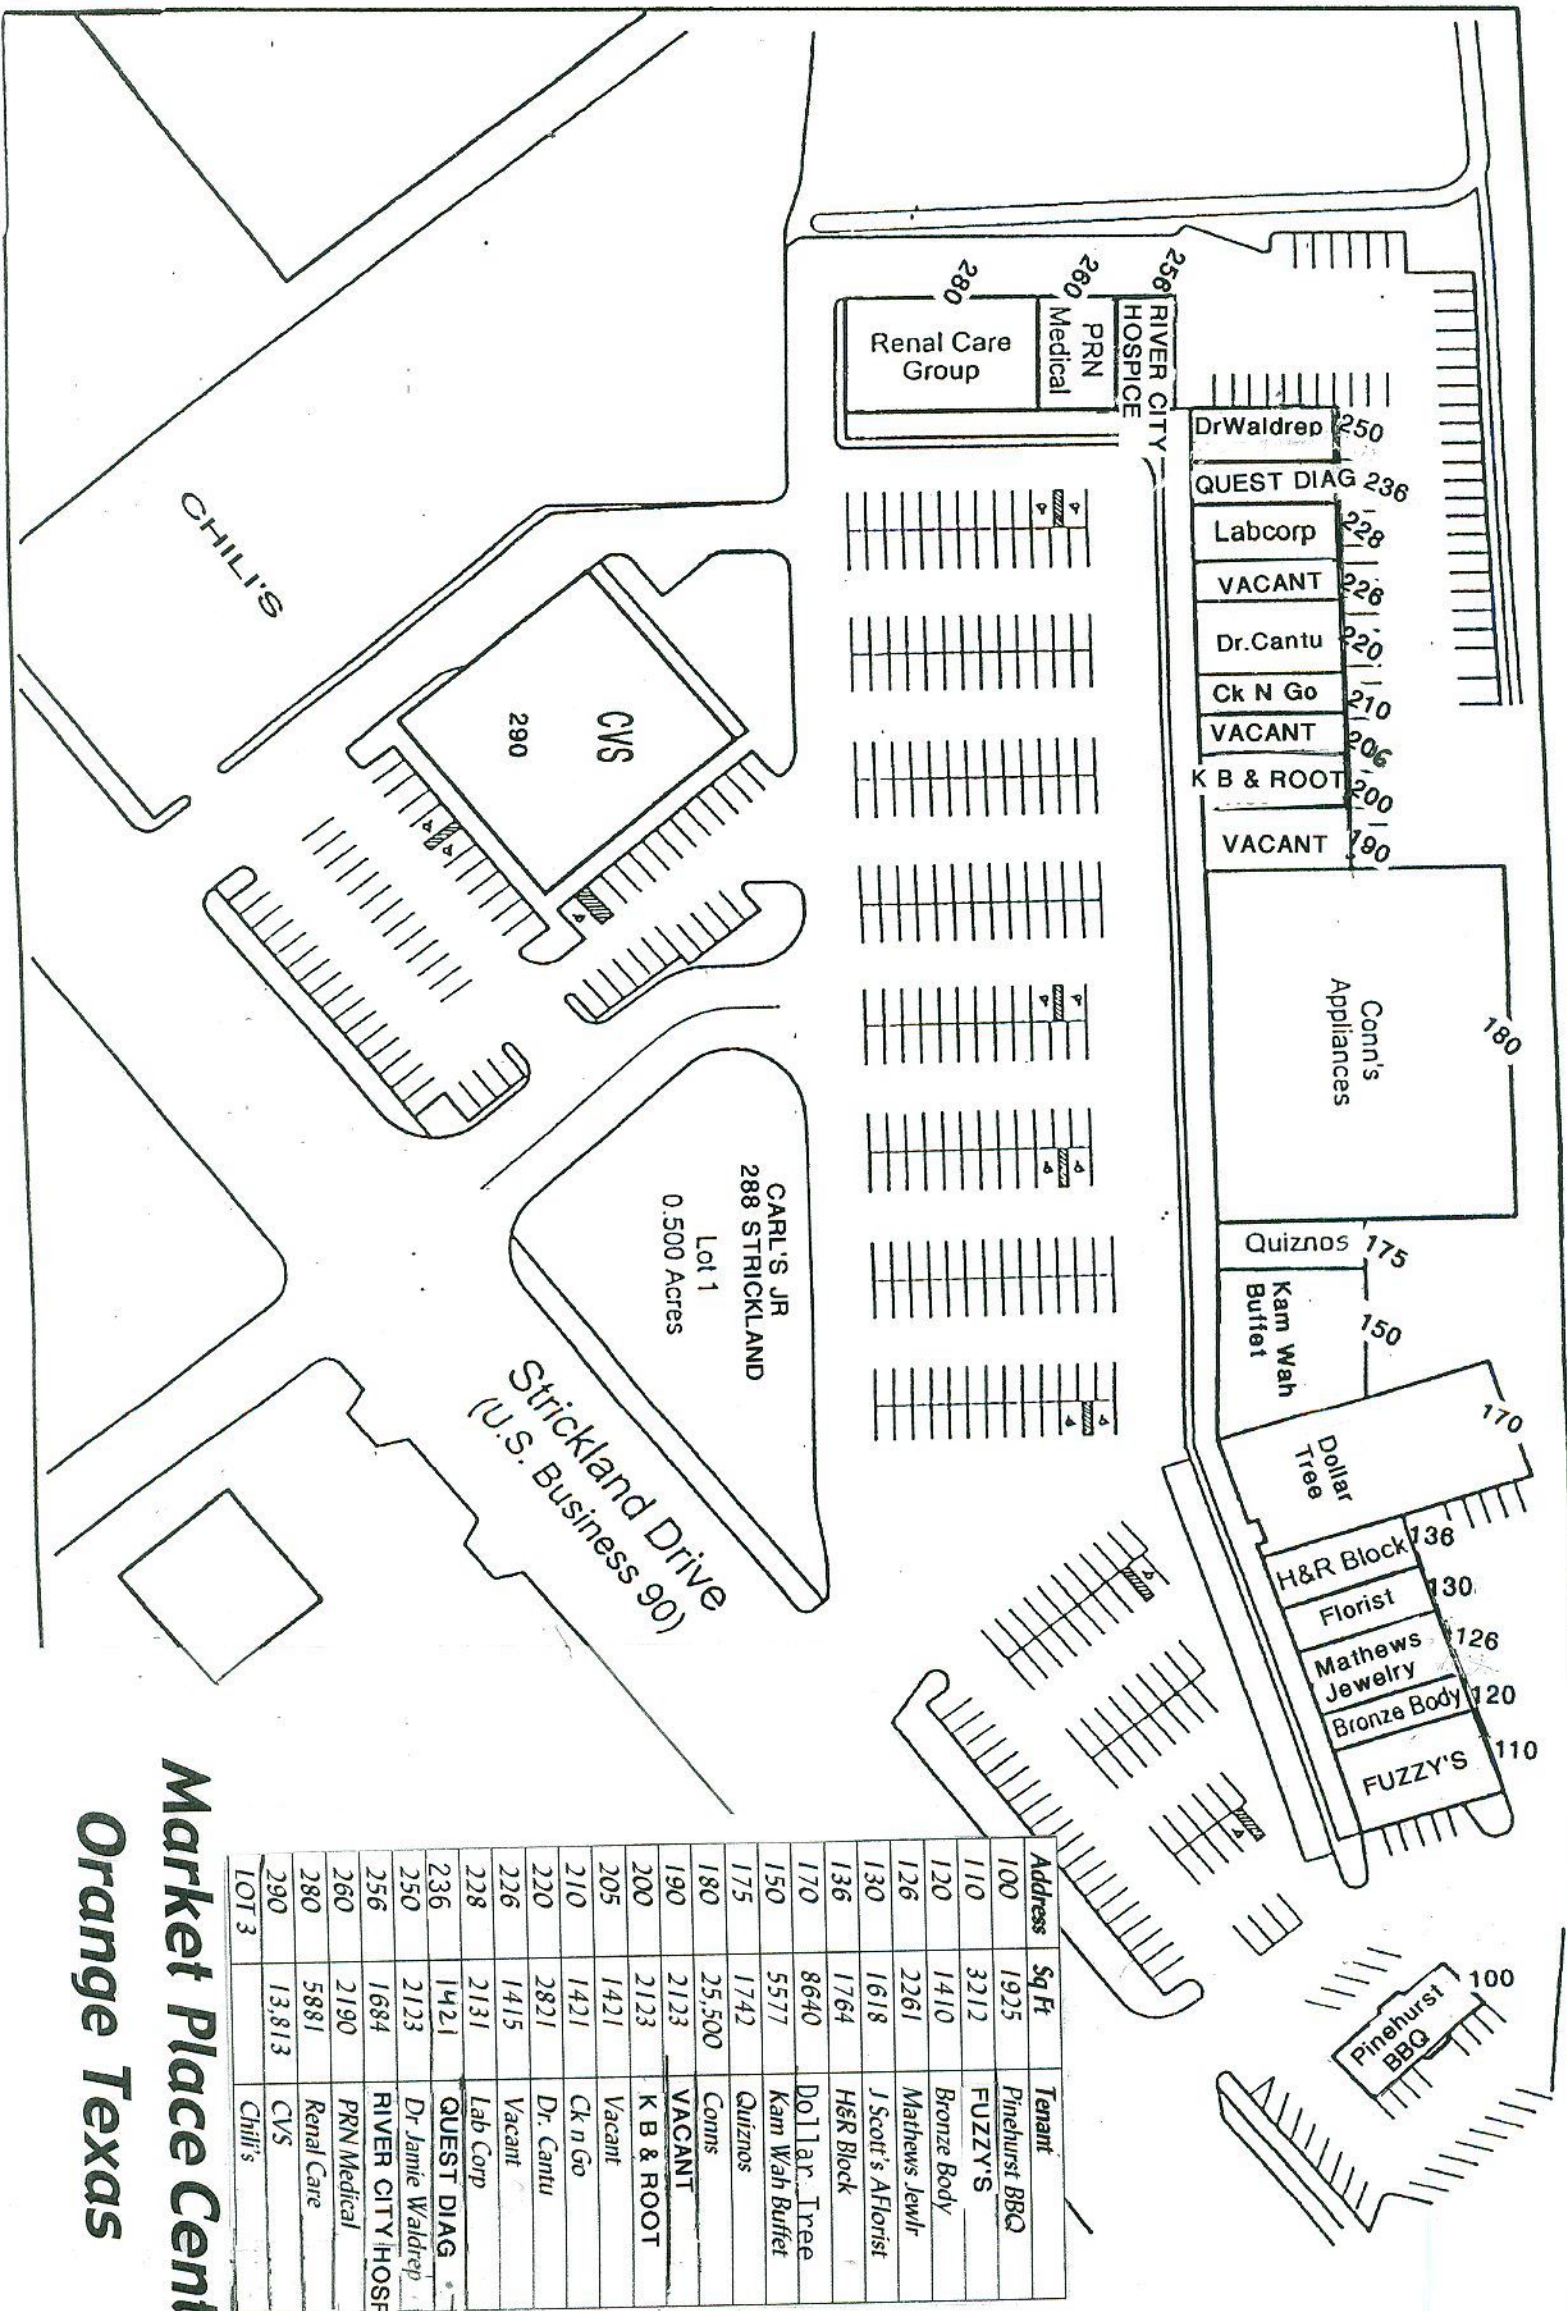 256
260
280
RIVER CITY
HOSPICE
PRN
Medical
Renal Care
Group
DrWaldrep 250
QUEST DIAG 236
Labcorp 228
VACANT 226
Dr.Cantu 220
Ck N Go 210
VACANT 206
K B & ROOT 200
VACANT 190
Conn's
Appliances
180
Quiznos 175
Kam Wah
Buffet
150
Dollar
Tree
170
H&R Block 136
Florist 130
Mathews
Jewelry
126
Bronze Body 120
FUZZY'S 110
Pinehurst
BBQ
100
CHILI'S
CVS
290
CARL'S JR
288 STRICKLAND
Lot 1
0.500 Acres
Strickland Drive
(U.S. Business 90)
Address Sq Ft Tenant
100 1925 Pinehurst BBQ
110 3212 FUZZY'S
120 1410 Bronze Body
126 2261 Mathews Jewlr
130 1618 J Scott's AFlorist
136 1764 H&R Block
170 8640 Dollar Tree
150 5577 Kam Wah Buffet
175 1742 Quiznos
180 25,500 Conns
190 2123 VACANT
200 2123 K B & ROOT
205 1421 Vacant
210 1421 Ck n Go
220 2821 Dr. Cantu
226 1415 Vacant
228 2131 Lab Corp
236 1421 QUEST DIAG
250 2123 Dr Jamie Waldrep
256 1684 RIVER CITY HOSP
260 2190 PRN Medical
280 5881 Renal Care
290 13,813 CVS
LOT 3 Chili's
Market Place Cent
Orange Texas